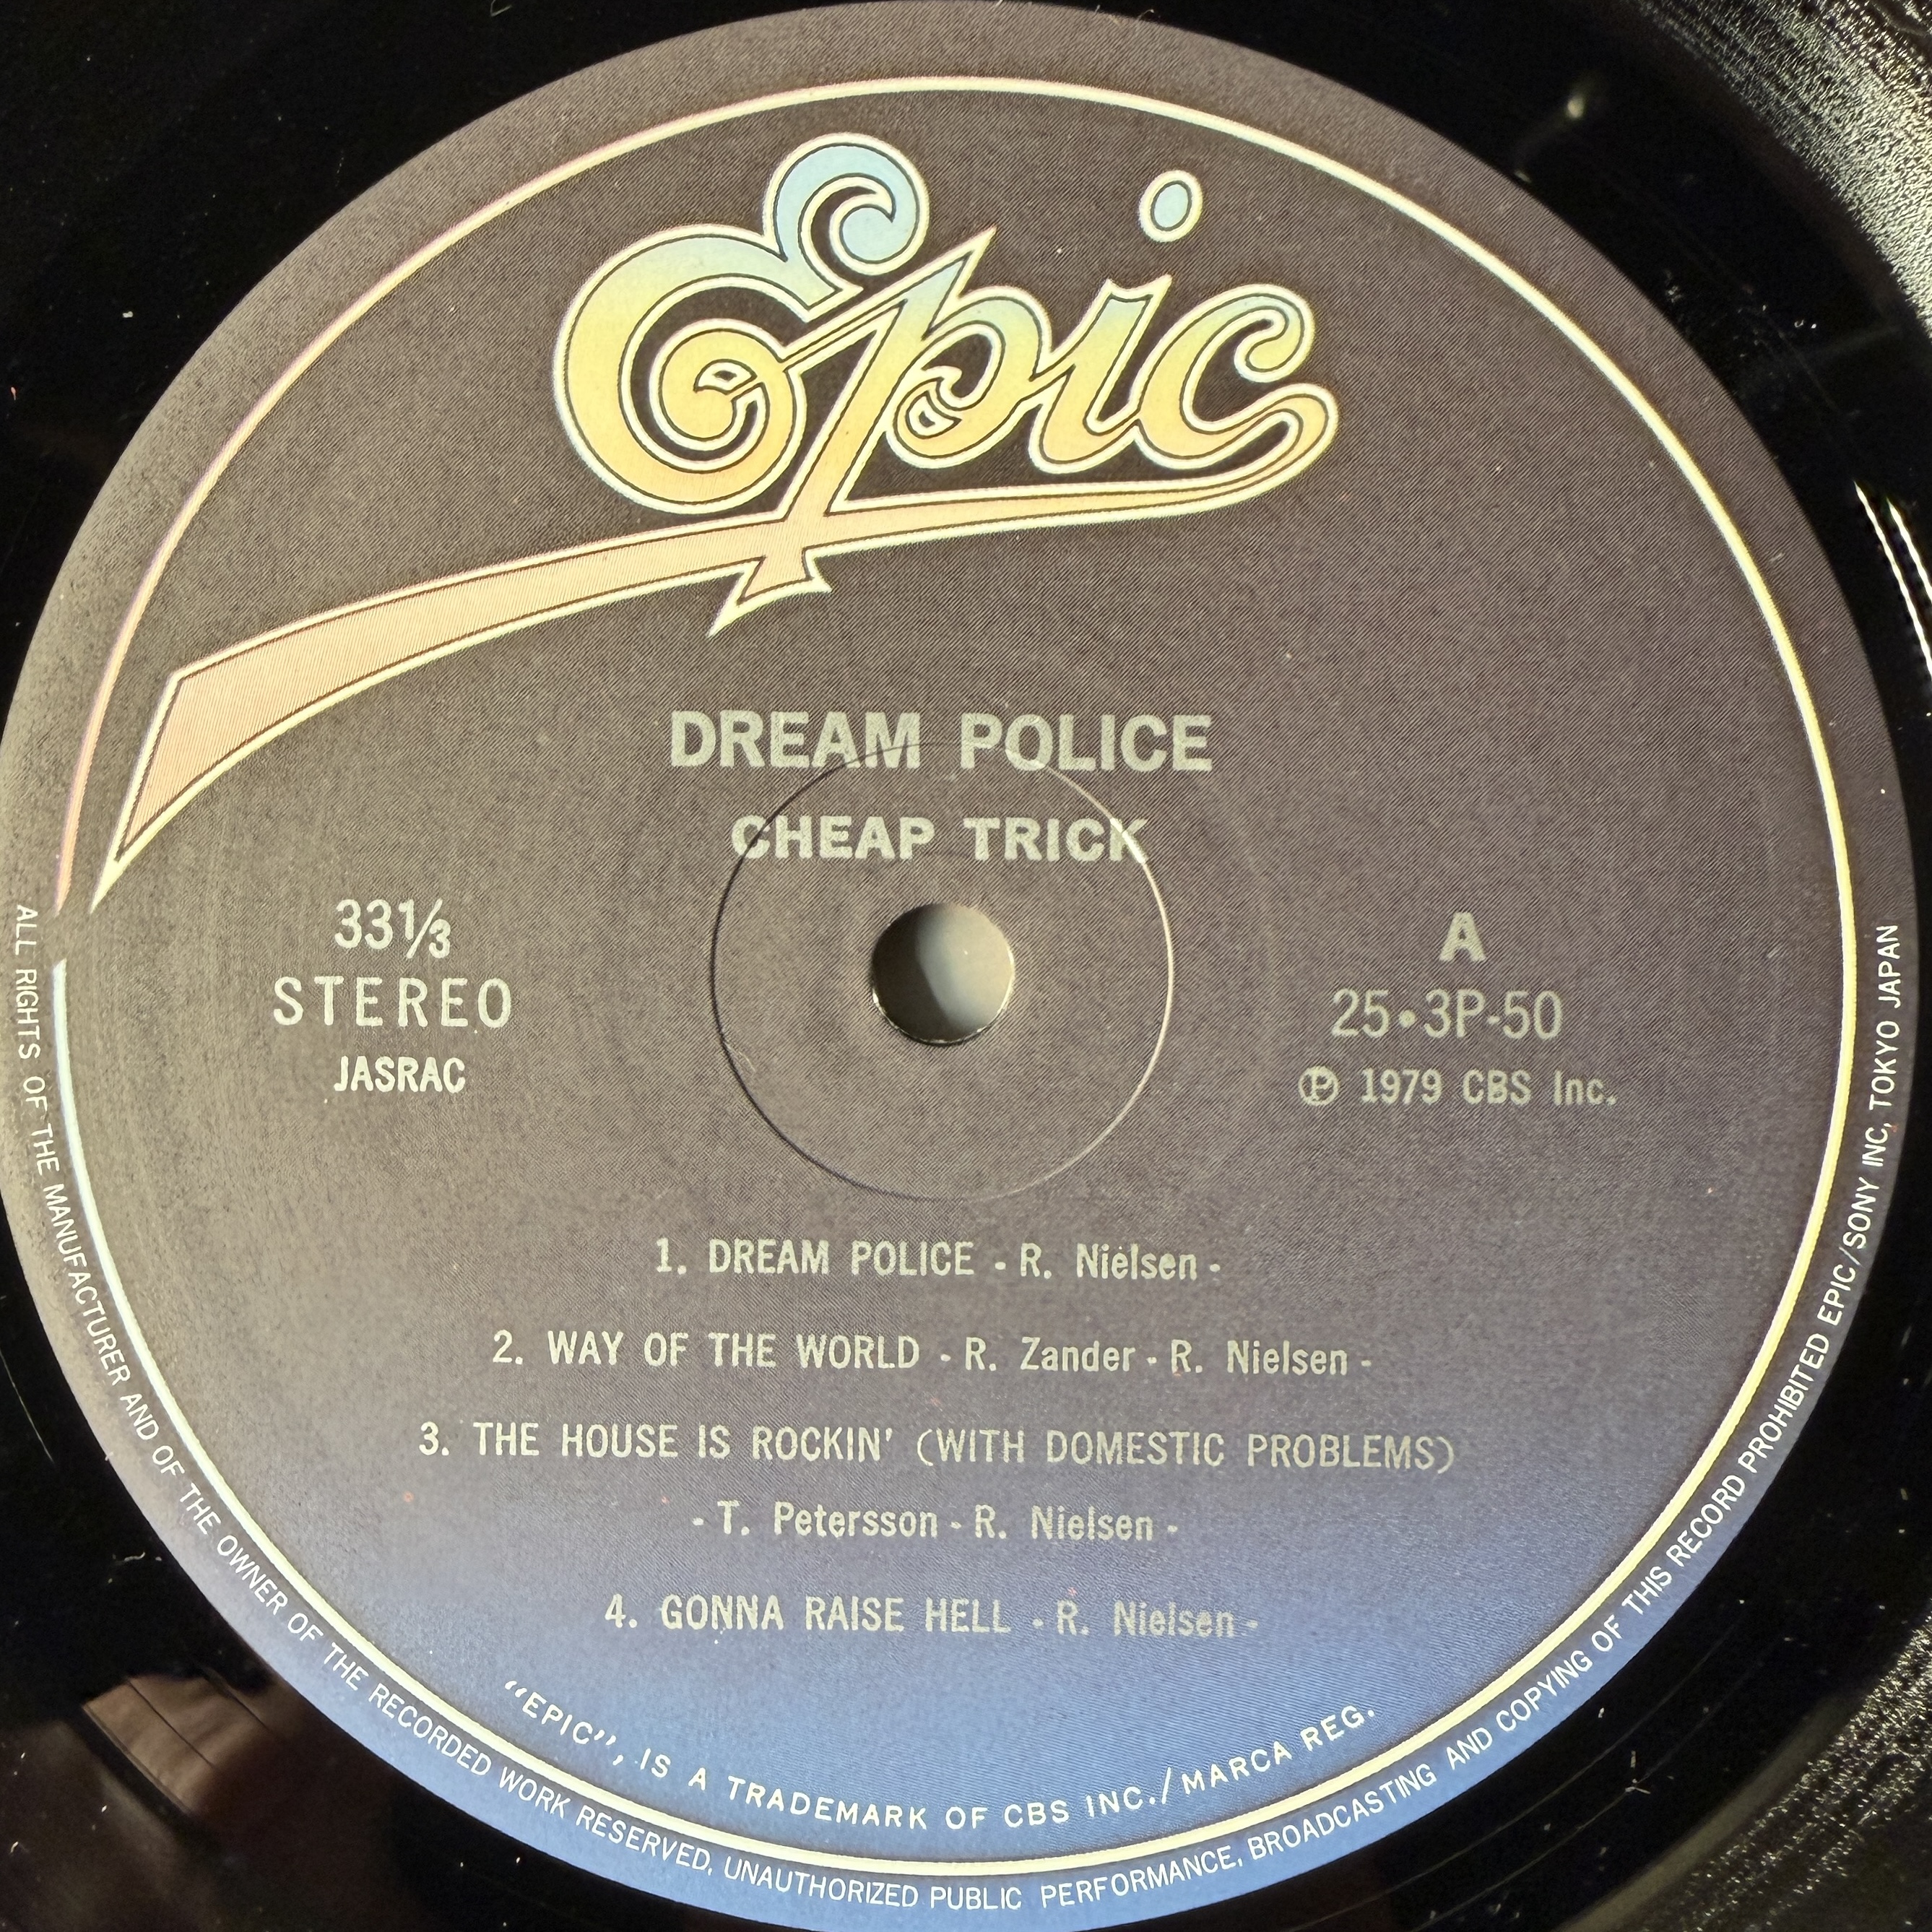 Epic
DREAM POLICE
CHEAP TRICK
33⅓
STEREO
JASRAC
A
25•3P-50
℗ 1979 CBS Inc.
1. DREAM POLICE - R. Nielsen -
2. WAY OF THE WORLD - R. Zander - R. Nielsen -
3. THE HOUSE IS ROCKIN' (WITH DOMESTIC PROBLEMS)
- T. Petersson - R. Nielsen -
4. GONNA RAISE HELL - R. Nielsen -
"EPIC", IS A TRADEMARK OF CBS INC./MARCA REG.
ALL RIGHTS OF THE MANUFACTURER AND OF THE OWNER OF THE RECORDED WORK RESERVED. UNAUTHORIZED PUBLIC PERFORMANCE, BROADCASTING AND COPYING OF THIS RECORD PROHIBITED EPIC/SONY INC, TOKYO JAPAN